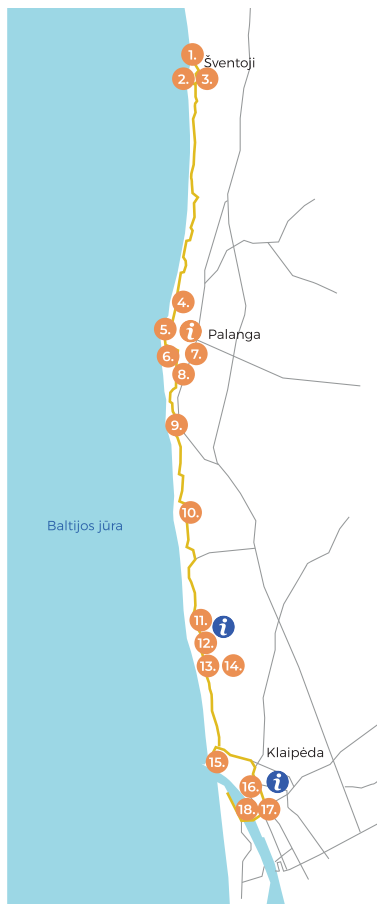 1.
Šventoji
2.
3.
4.
5.
i
Palanga
6.
7.
8.
9.
10.
Baltijos jūra
11.
i
12.
13.
14.
Klaipėda
15.
i
16.
18.
17.